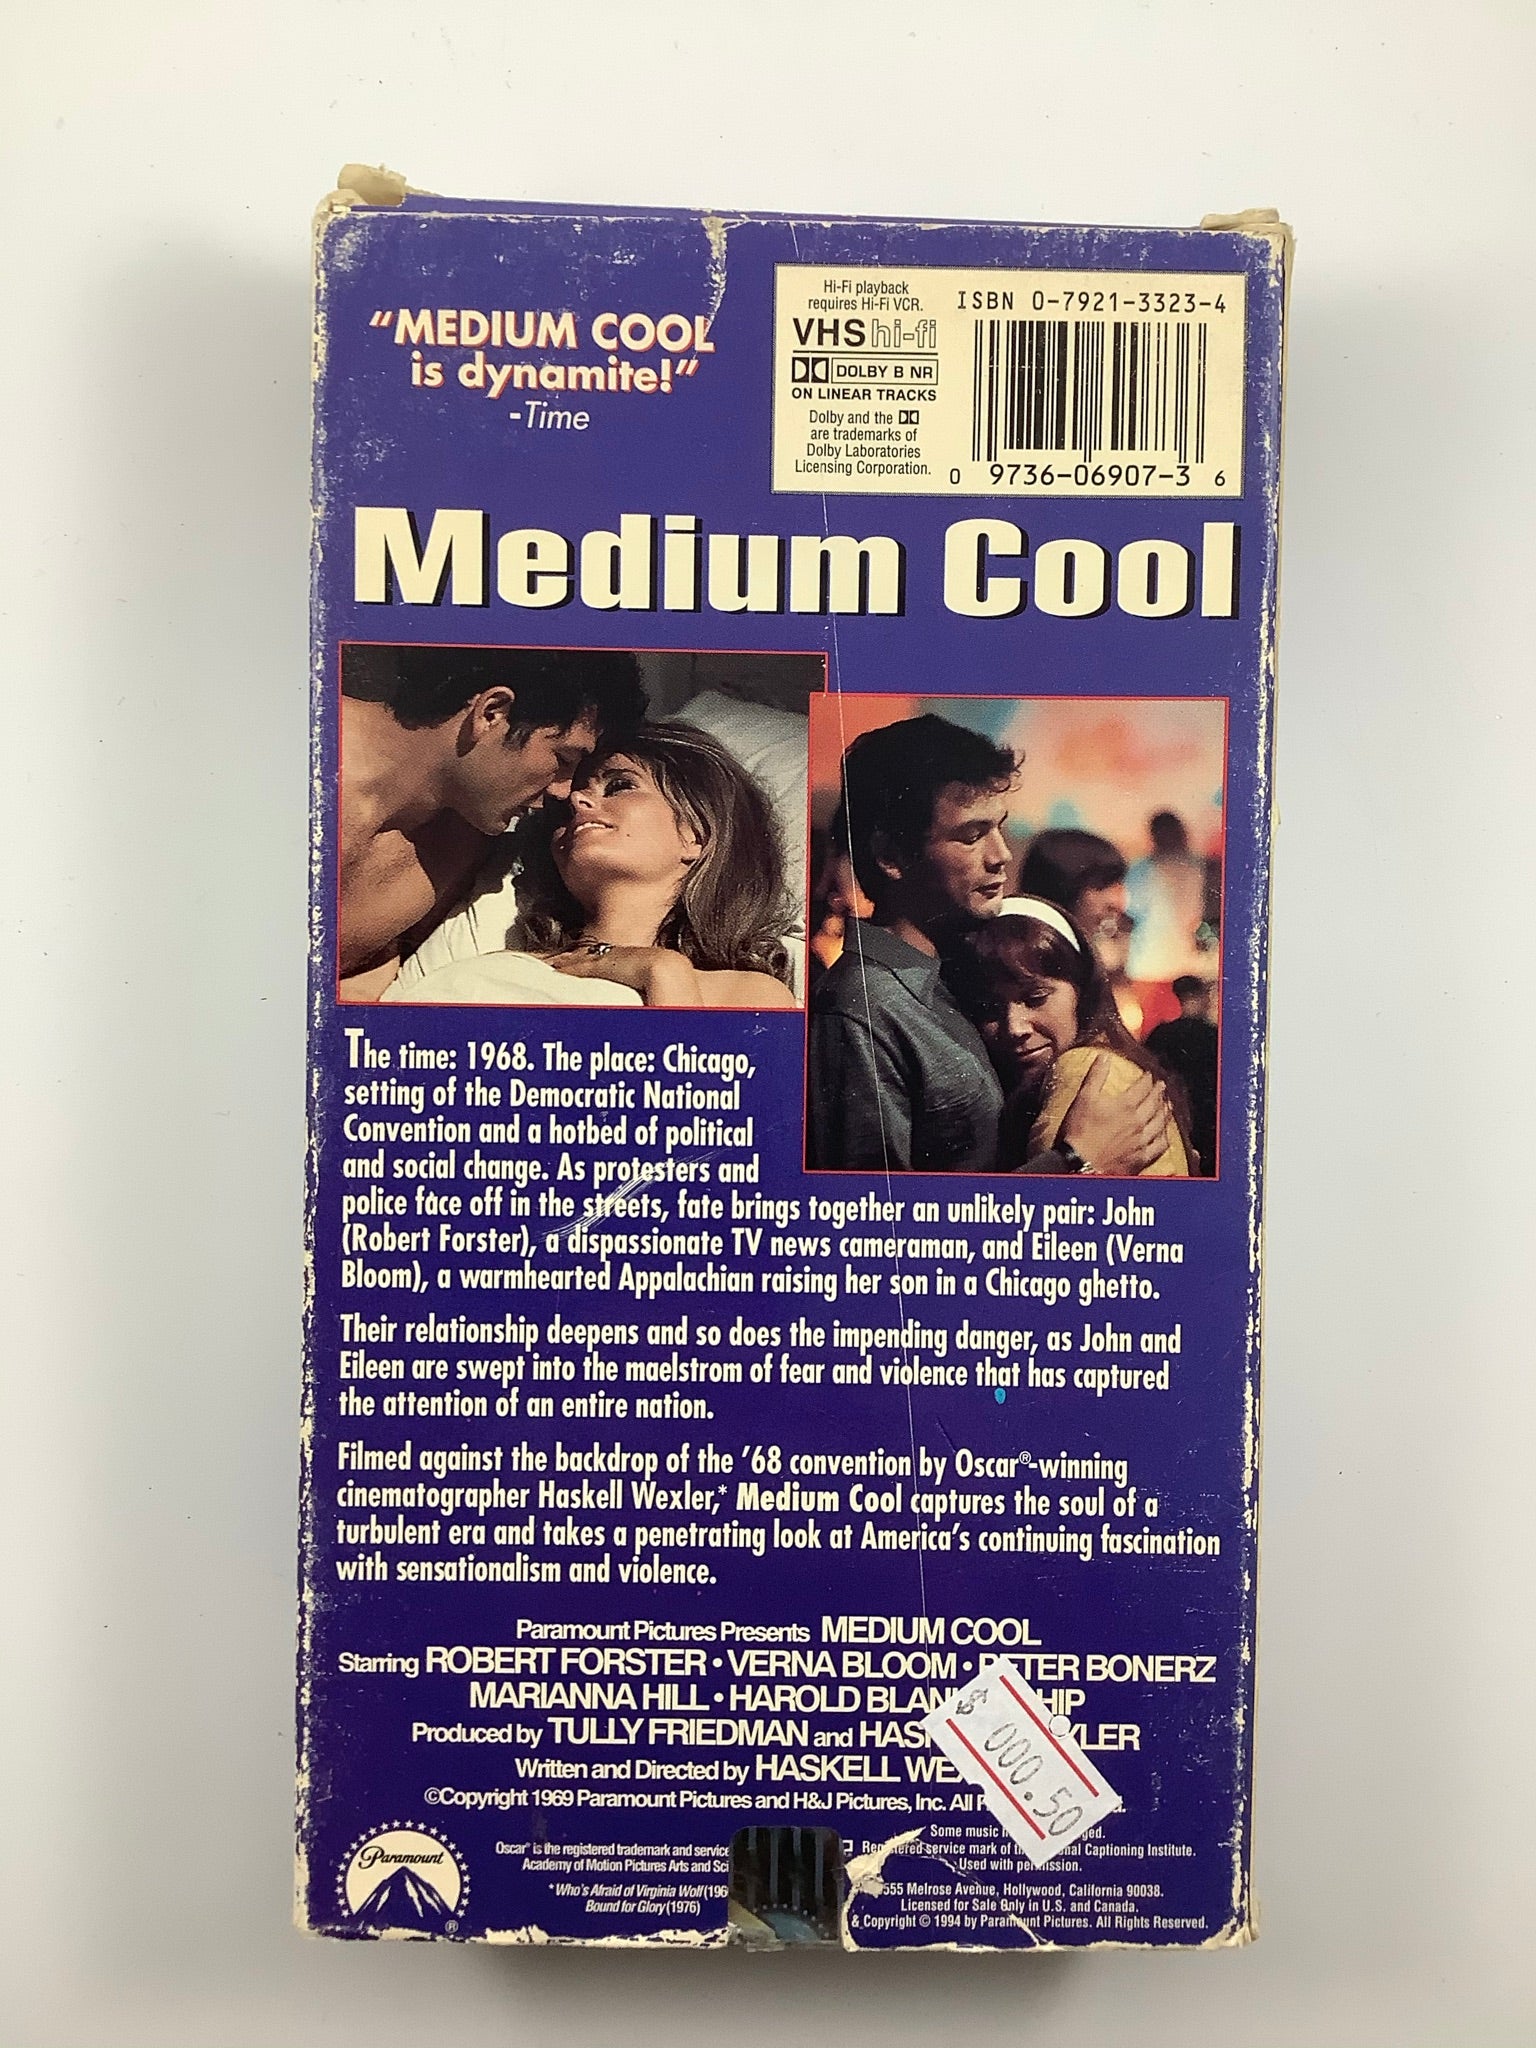 “MEDIUM COOL
is dynamite!”
-Time
Hi-Fi playback
requires Hi-Fi VCR.
VHS hi-fi
DOLBY B NR
ON LINEAR TRACKS
Dolby and the
are trademarks of
Dolby Laboratories
Licensing Corporation.
ISBN 0-7921-3323-4
0 9736-06907-3 6
Medium Cool
The time: 1968. The place: Chicago,
setting of the Democratic National
Convention and a hotbed of political
and social change. As protesters and
police face off in the streets, fate brings together an unlikely pair: John
(Robert Forster), a dispassionate TV news cameraman, and Eileen (Verna
Bloom), a warmhearted Appalachian raising her son in a Chicago ghetto.
Their relationship deepens and so does the impending danger, as John and
Eileen are swept into the maelstrom of fear and violence that has captured
the attention of an entire nation.
Filmed against the backdrop of the ’68 convention by Oscar®-winning
cinematographer Haskell Wexler,* Medium Cool captures the soul of a
turbulent era and takes a penetrating look at America’s continuing fascination
with sensationalism and violence.
Paramount Pictures Presents MEDIUM COOL
Starring ROBERT FORSTER • VERNA BLOOM • PETER BONERZ
MARIANNA HILL • HAROLD
Produced by TULLY FRIEDMAN and
Written and Directed by HASKELL
©Copyright 1969 Paramount Pictures and H&J Pictures, Inc. All
$ 000.50
Paramount
®
Oscar® is the registered trademark and service
Academy of Motion Pictures Arts and
*Who's Afraid of Virginia Wolf
Bound for Glory (1976)
Some music
Registered service mark of Captioning Institute.
Used with permission.
5555 Melrose Avenue, Hollywood, California 90038.
Licensed for Sale Only in U.S. and Canada.
& Copyright © 1994 by Paramount Pictures. All Rights Reserved.